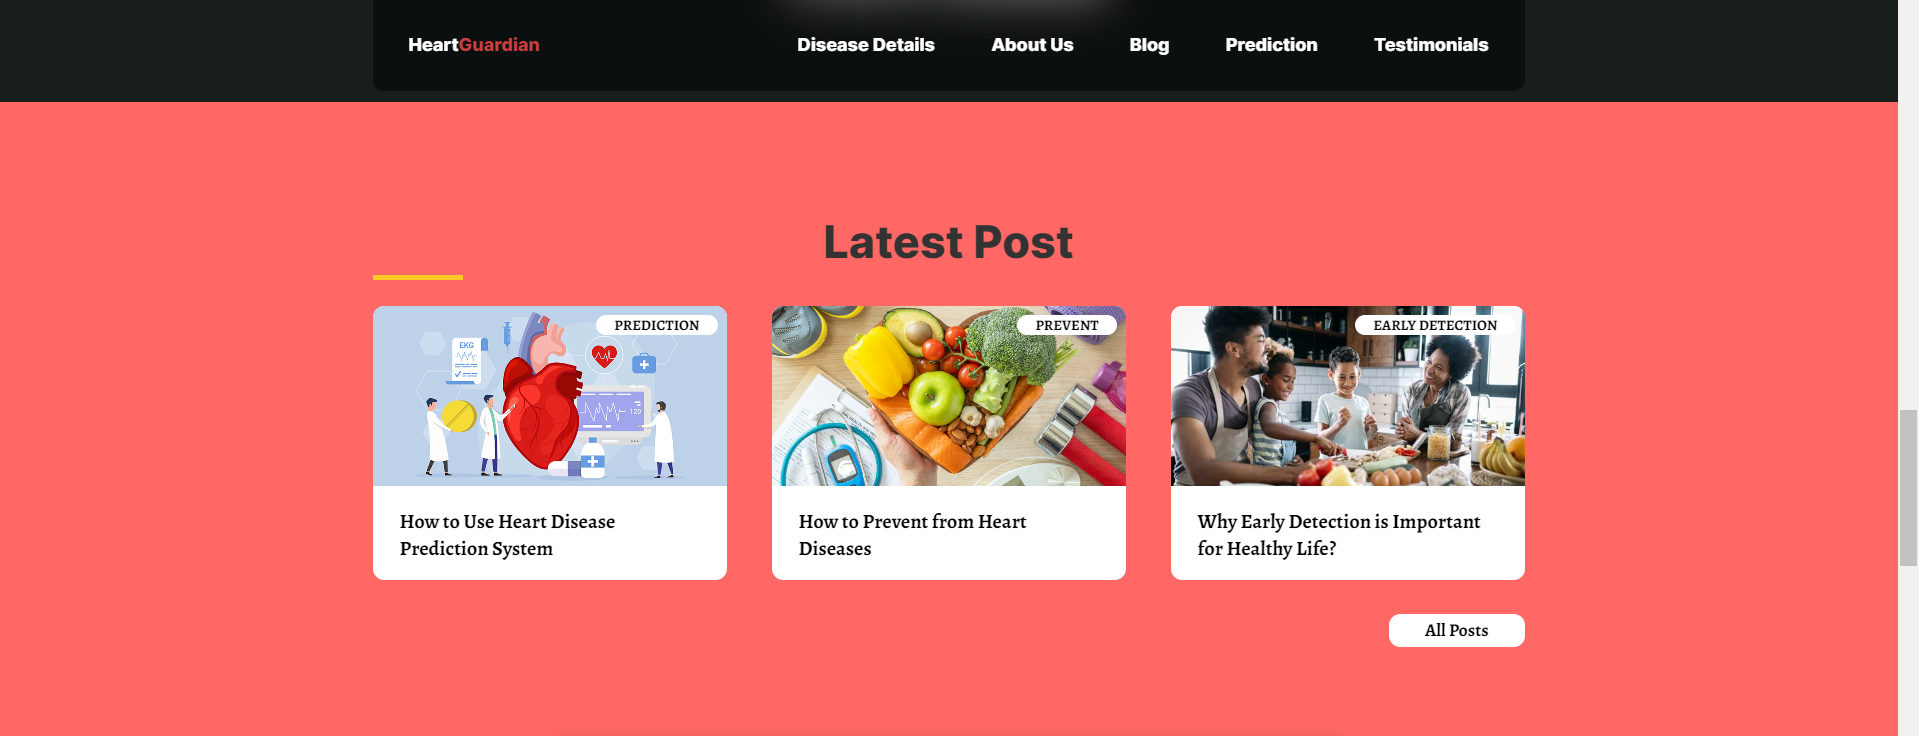 HeartGuardian
Disease Details
About Us
Blog
Prediction
Testimonials
Latest Post
PREDICTION
EKG
120
How to Use Heart Disease
Prediction System
PREVENT
How to Prevent from Heart
Diseases
EARLY DETECTION
Why Early Detection is Important
for Healthy Life?
All Posts